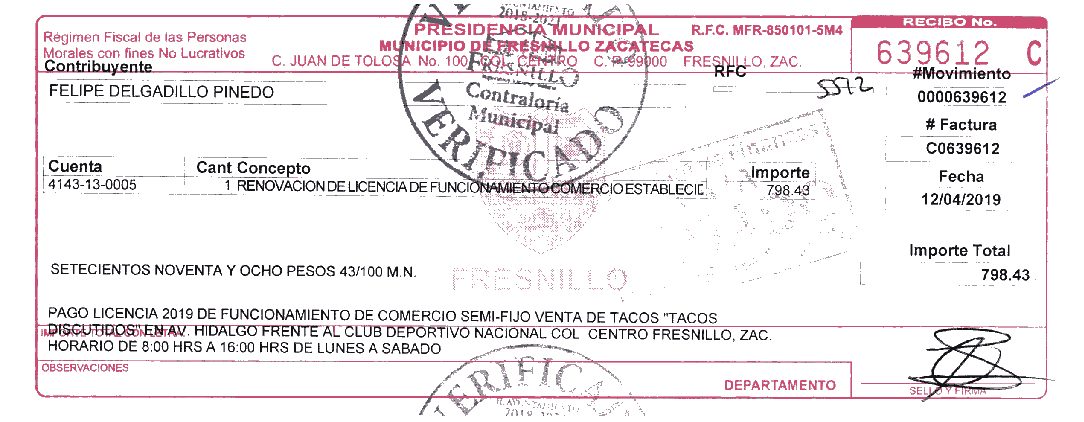 Régimen Fiscal de las Personas
Morales con fines No Lucrativos
PRESIDENCIA MUNICIPAL
R.F.C. MFR-850101-5M4
MUNICIPIO DE FRESNILLO ZACATECAS
C. JUAN DE TOLOSA No. 100 COL. CENTRO C.P. 99000 FRESNILLO, ZAC.
RECIBO No.
639612 C
Contribuyente
RFC
FELIPE DELGADILLO PINEDO
5512
#Movimiento
0000639612
# Factura
C0639612
Fecha
12/04/2019
FRESNILLO
Contraloría
Municipal
VERIFICADO
Cuenta Cant Concepto Importe
4143-13-0005 1 RENOVACION DE LICENCIA DE FUNCIONAMIENTO COMERCIO ESTABLECID 798.43
Importe Total
798.43
SETECIENTOS NOVENTA Y OCHO PESOS 43/100 M.N.
FRESNILLO
PAGO LICENCIA 2019 DE FUNCIONAMIENTO DE COMERCIO SEMI-FIJO VENTA DE TACOS "TACOS
DISCUTIDOS" EN AV. HIDALGO FRENTE AL CLUB DEPORTIVO NACIONAL COL CENTRO FRESNILLO, ZAC.
IMPORTE TOTAL CON LETRA
HORARIO DE 8:00 HRS A 16:00 HRS DE LUNES A SABADO
OBSERVACIONES
DEPARTAMENTO
SELLO Y FIRMA